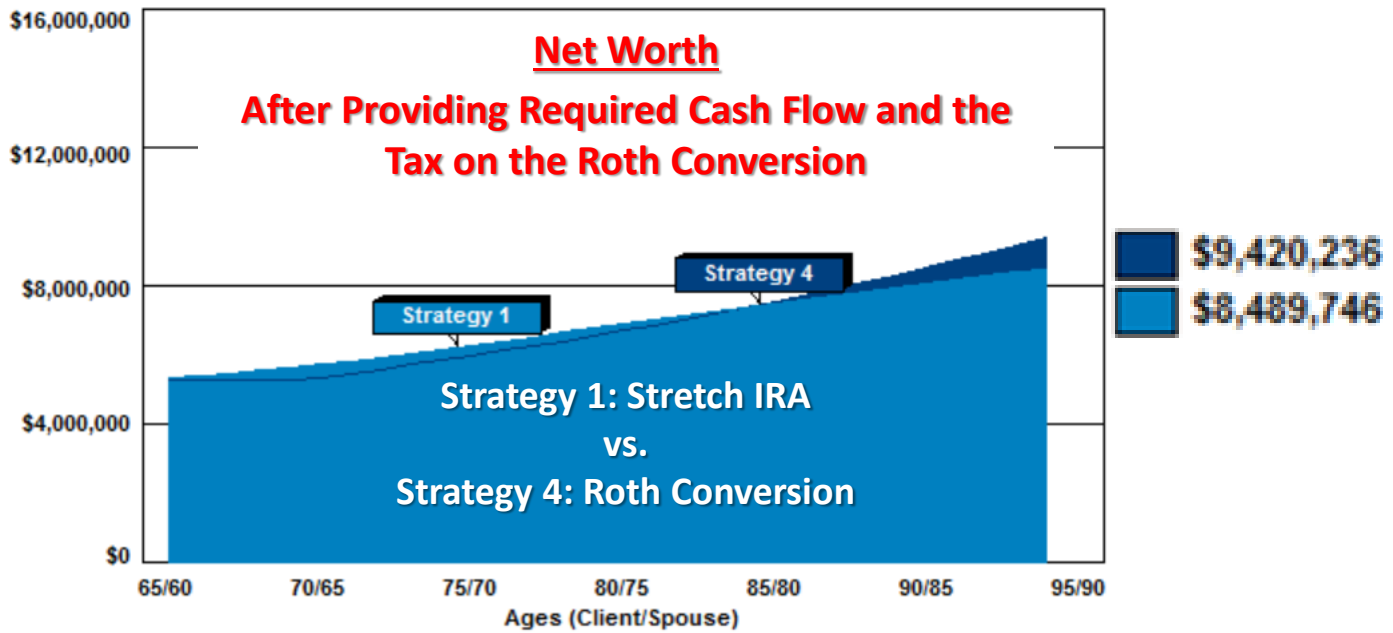 Net Worth
After Providing Required Cash Flow and the
Tax on the Roth Conversion
$16,000,000
$12,000,000
$8,000,000
$4,000,000
$0
Strategy 1
Strategy 4
Strategy 1: Stretch IRA
vs.
Strategy 4: Roth Conversion
$9,420,236
$8,489,746
65/60 70/65 75/70 80/75 85/80 90/85 95/90
Ages (Client/Spouse)